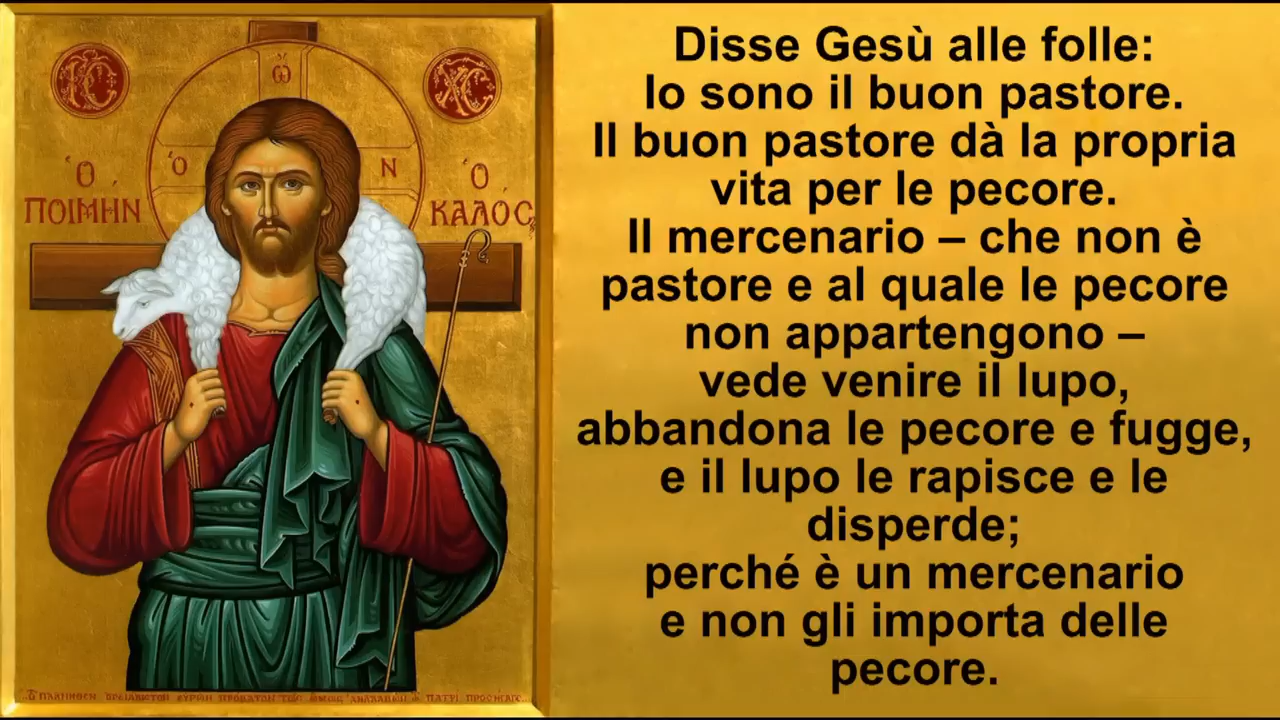 Ὁ
ΠΟΙΜΗΝ
Ὁ
ΚΑΛΟΣ
ὁ
ὤ
Ν
Disse Gesù alle folle:
Io sono il buon pastore.
Il buon pastore dà la propria
vita per le pecore.
Il mercenario – che non è
pastore e al quale le pecore
non appartengono –
vede venire il lupo,
abbandona le pecore e fugge,
e il lupo le rapisce e le
disperde;
perché è un mercenario
e non gli importa delle
pecore.